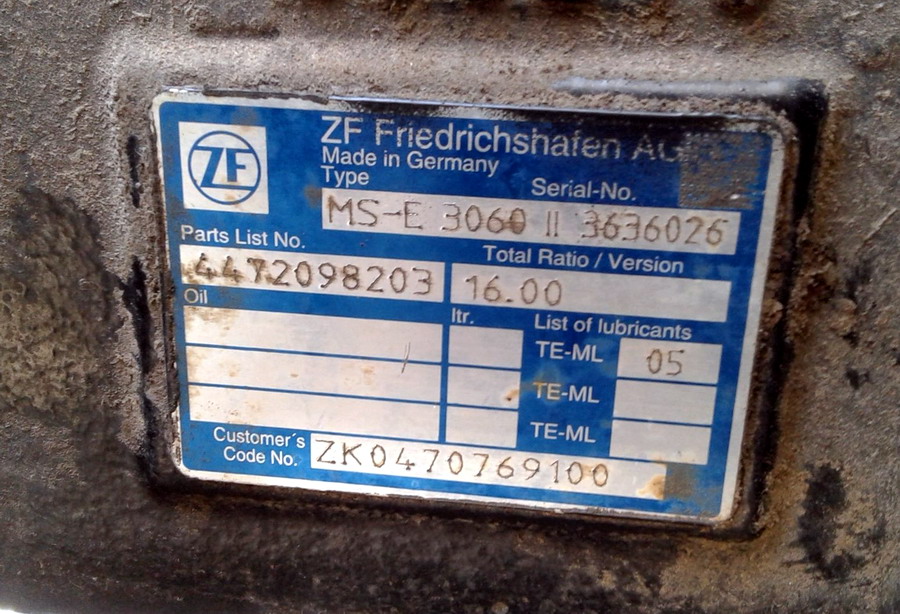 ZF
ZF Friedrichshafen AG
Made in Germany
Type
Serial-No.
MS-E 3060 II 3636026
Parts List No.
4472098203
Total Ratio / Version
16.00
Oil
ltr.
List of lubricants
TE-ML 05
TE-ML
TE-ML
Customer´s
Code No.
ZK0470769100